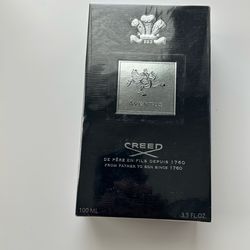 AVENTUS
CREED
DE PÈRE EN FILS DEPUIS 1760
FROM FATHER TO SON SINCE 1760
100 ML
3.3 FL.OZ.